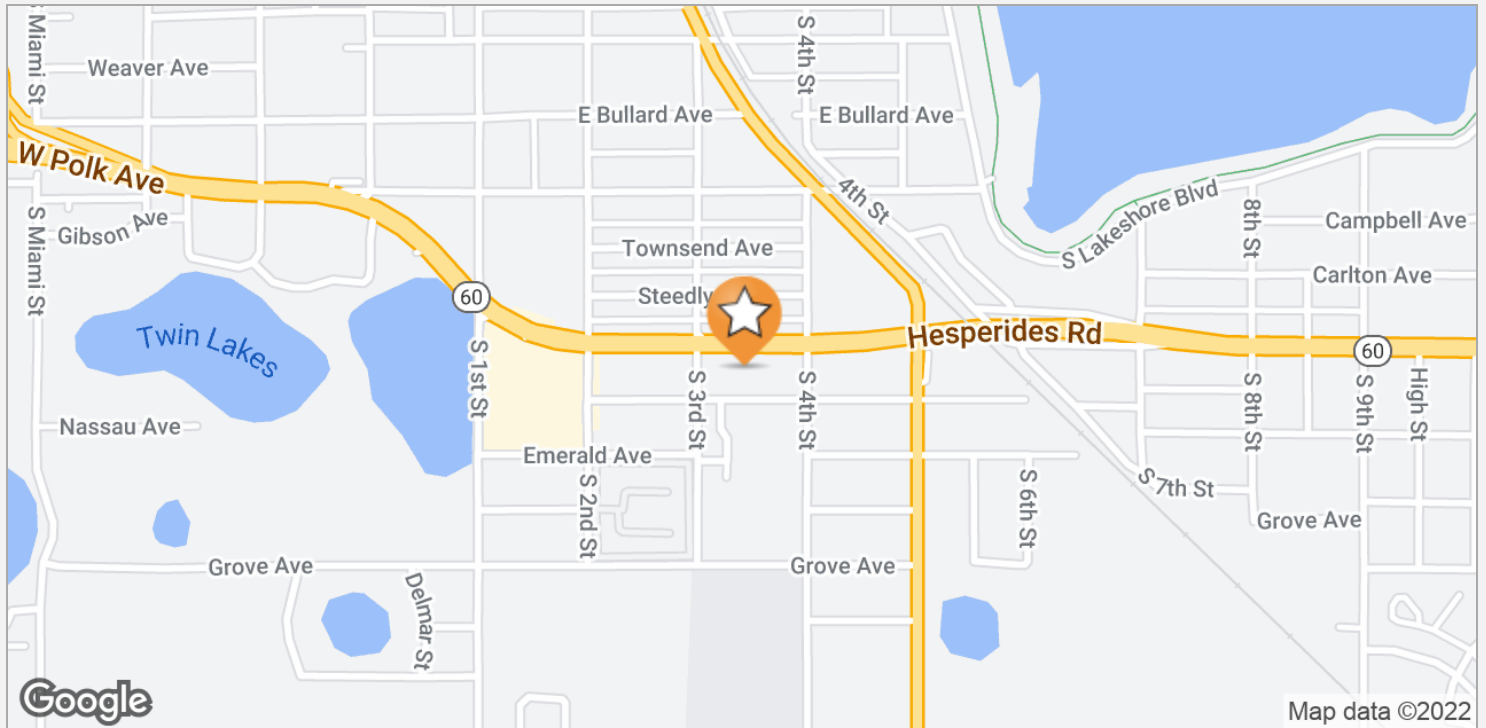 S Miami St
Weaver Ave
S 4th St
E Bullard Ave
E Bullard Ave
W Polk Ave
4th St
S Lakeshore Blvd
8th St
Campbell Ave
S Miami St
Gibson Ave
Townsend Ave
Carlton Ave
60
Steedly
Twin Lakes
Hesperides Rd
60
S 1st St
S 3rd St
S 4th St
S 8th St
S 9th St
High St
Nassau Ave
Emerald Ave
S 2nd St
S 6th St
S 7th St
Grove Ave
Grove Ave
Grove Ave
Delmar St
Google
Map data ©2022